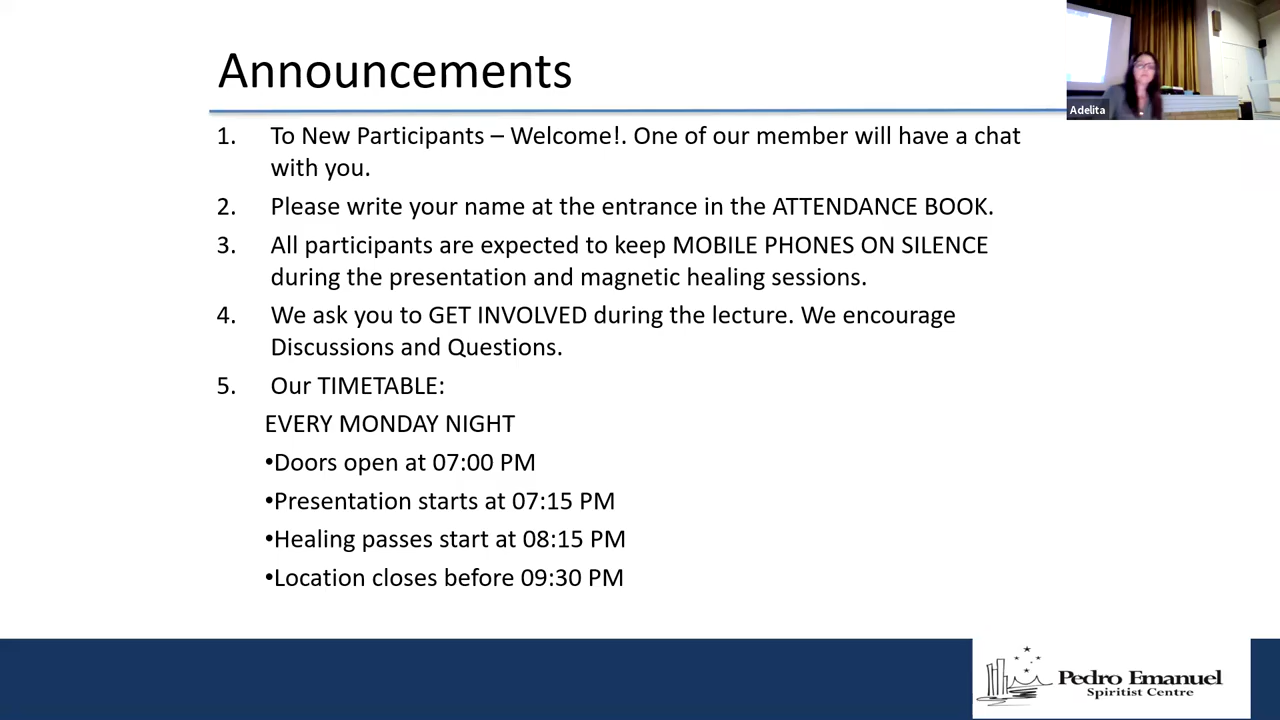 Announcements
Adelita
1. To New Participants – Welcome!. One of our member will have a chat
with you.
2. Please write your name at the entrance in the ATTENDANCE BOOK.
3. All participants are expected to keep MOBILE PHONES ON SILENCE
during the presentation and magnetic healing sessions.
4. We ask you to GET INVOLVED during the lecture. We encourage
Discussions and Questions.
5. Our TIMETABLE:
EVERY MONDAY NIGHT
•Doors open at 07:00 PM
•Presentation starts at 07:15 PM
•Healing passes start at 08:15 PM
•Location closes before 09:30 PM
Pedro Emanuel
Spiritist Centre